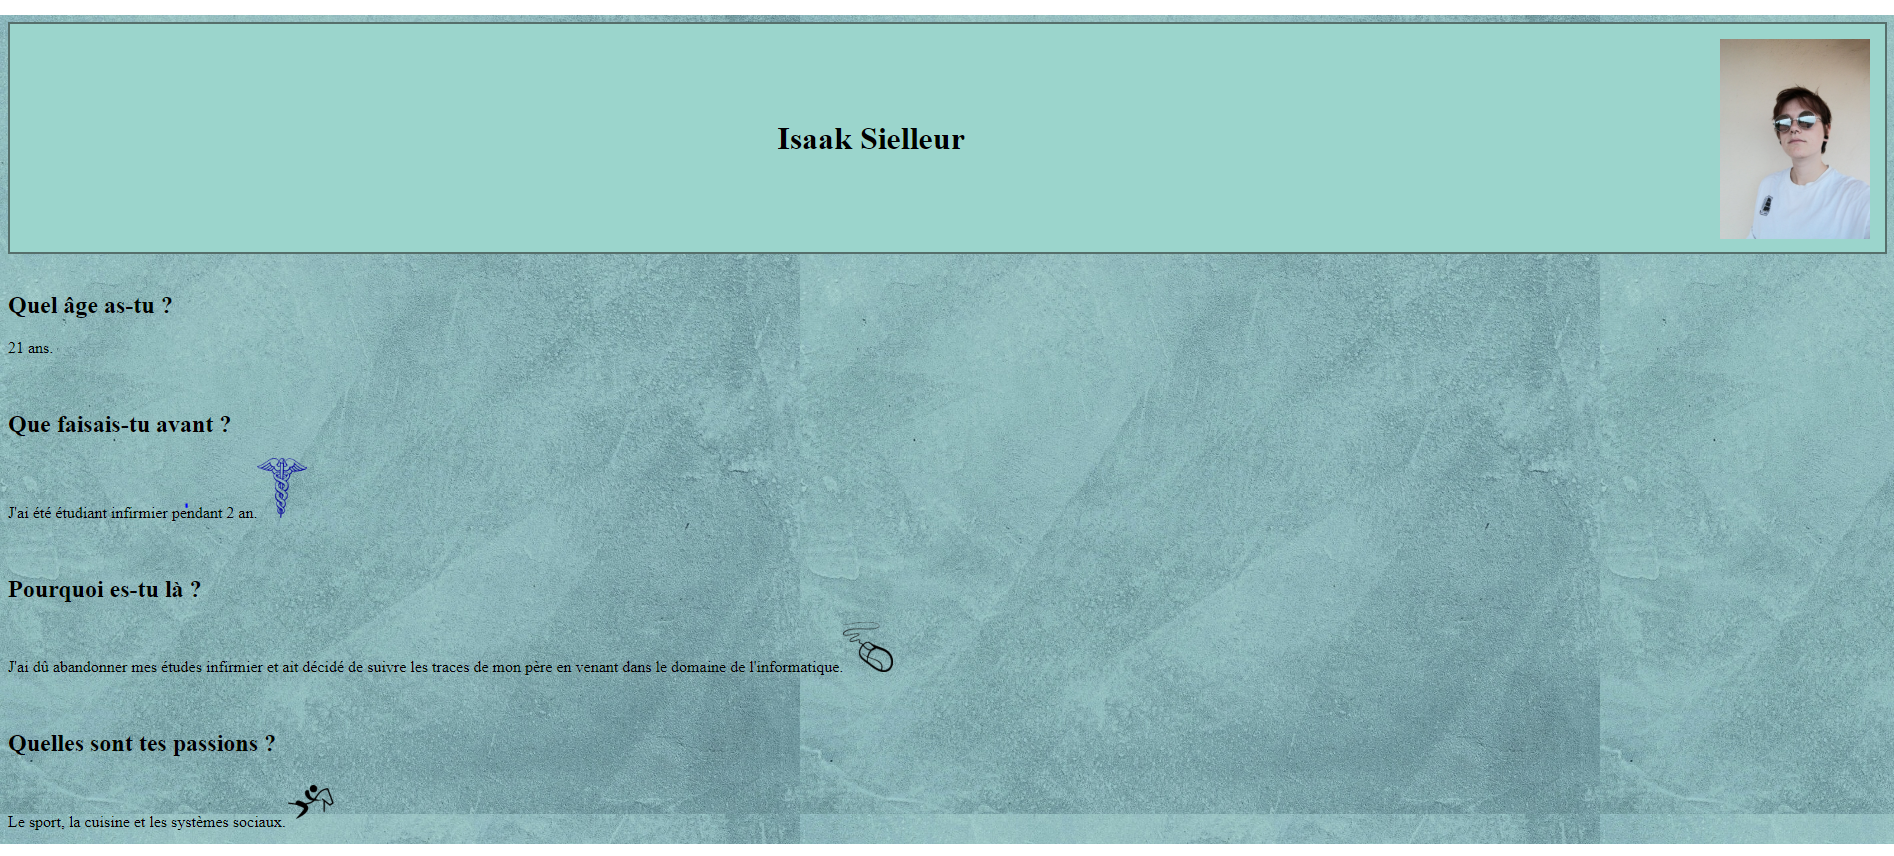 Isaak Sielleur
Quel âge as-tu ?
21 ans.
Que faisais-tu avant ?
J'ai été étudiant infirmier pendant 2 an.
Pourquoi es-tu là ?
J'ai dû abandonner mes études infirmier et ait décidé de suivre les traces de mon père en venant dans le domaine de l'informatique.
Quelles sont tes passions ?
Le sport, la cuisine et les systèmes sociaux.